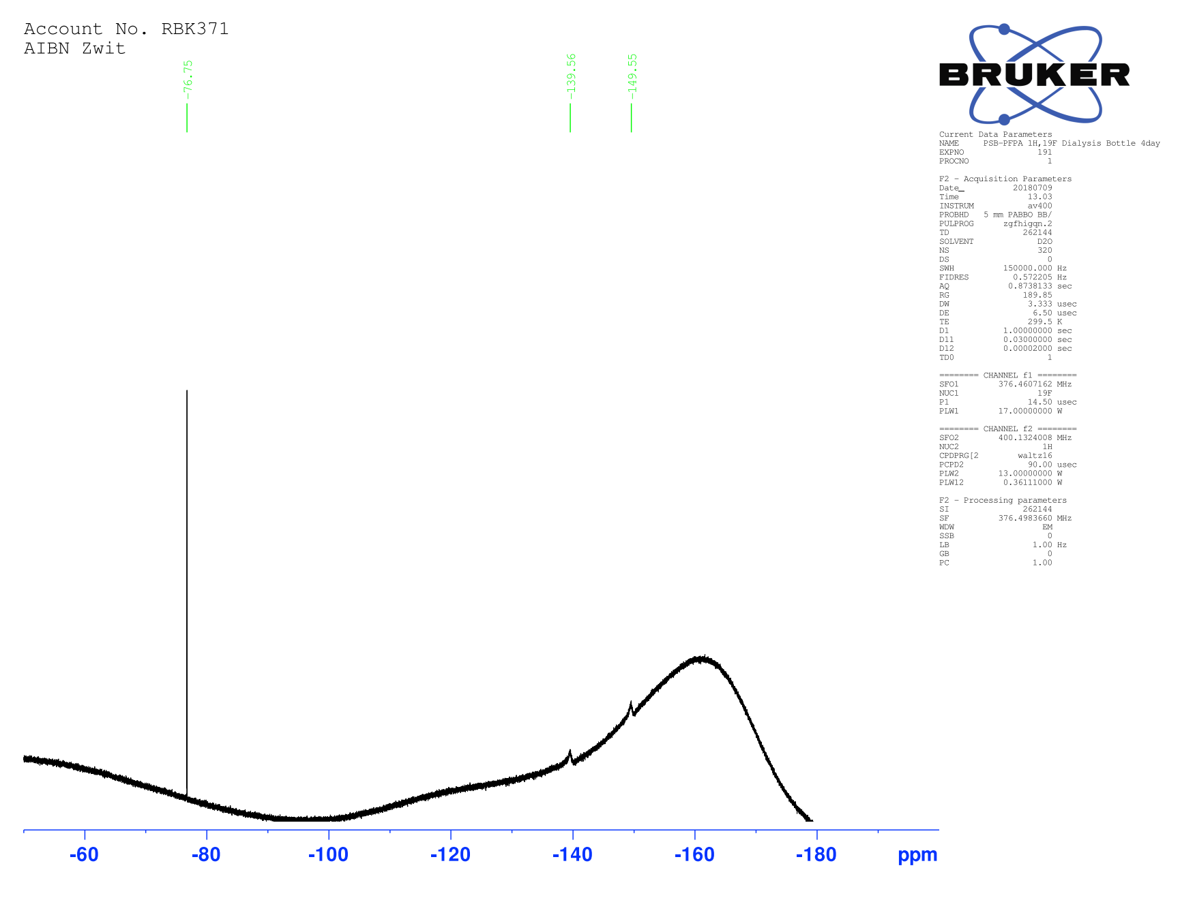 Account No. RBK371
AIBN Zwit
-76.75
-139.56
-149.55
BRUKER
Current Data Parameters
NAME PSB-PFPA 1H,19F Dialysis Bottle 4day
EXPNO 191
PROCNO 1
F2 - Acquisition Parameters
Date_ 20180709
Time 13.03
INSTRUM av400
PROBHD 5 mm PABBO BB/
PULPROG zgfhigqn.2
TD 262144
SOLVENT D2O
NS 320
DS 0
SWH 150000.000 Hz
FIDRES 0.572205 Hz
AQ 0.8738133 sec
RG 189.85
DW 3.333 usec
DE 6.50 usec
TE 299.5 K
D1 1.00000000 sec
D11 0.03000000 sec
D12 0.00002000 sec
TD0 1
======== CHANNEL f1 ========
SFO1 376.4607162 MHz
NUC1 19F
P1 14.50 usec
PLW1 17.00000000 W
======== CHANNEL f2 ========
SFO2 400.1324008 MHz
NUC2 1H
CPDPRG[2 waltz16
PCPD2 90.00 usec
PLW2 13.00000000 W
PLW12 0.36111000 W
F2 - Processing parameters
SI 262144
SF 376.4983660 MHz
WDW EM
SSB 0
LB 1.00 Hz
GB 0
PC 1.00
-60 -80 -100 -120 -140 -160 -180 ppm